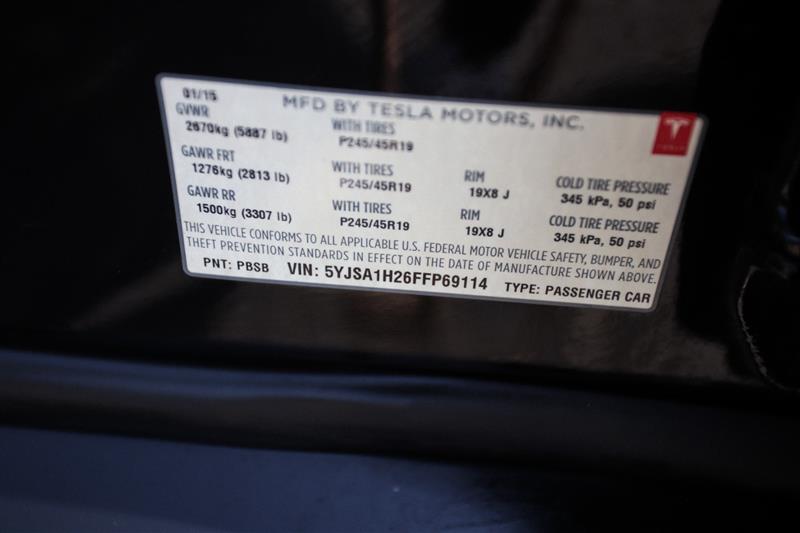 01/15 MFD BY TESLA MOTORS, INC.
GVWR WITH TIRES
2670kg (5887 lb) P245/45R19
GAWR FRT WITH TIRES RIM COLD TIRE PRESSURE
1276kg (2813 lb) P245/45R19 19X8 J 345 kPa, 50 psi
GAWR RR WITH TIRES RIM COLD TIRE PRESSURE
1500kg (3307 lb) P245/45R19 19X8 J 345 kPa, 50 psi
THIS VEHICLE CONFORMS TO ALL APPLICABLE U.S. FEDERAL MOTOR VEHICLE SAFETY, BUMPER, AND
THEFT PREVENTION STANDARDS IN EFFECT ON THE DATE OF MANUFACTURE SHOWN ABOVE.
PNT: PBSB VIN: 5YJSA1H26FFP69114 TYPE: PASSENGER CAR
TESLA